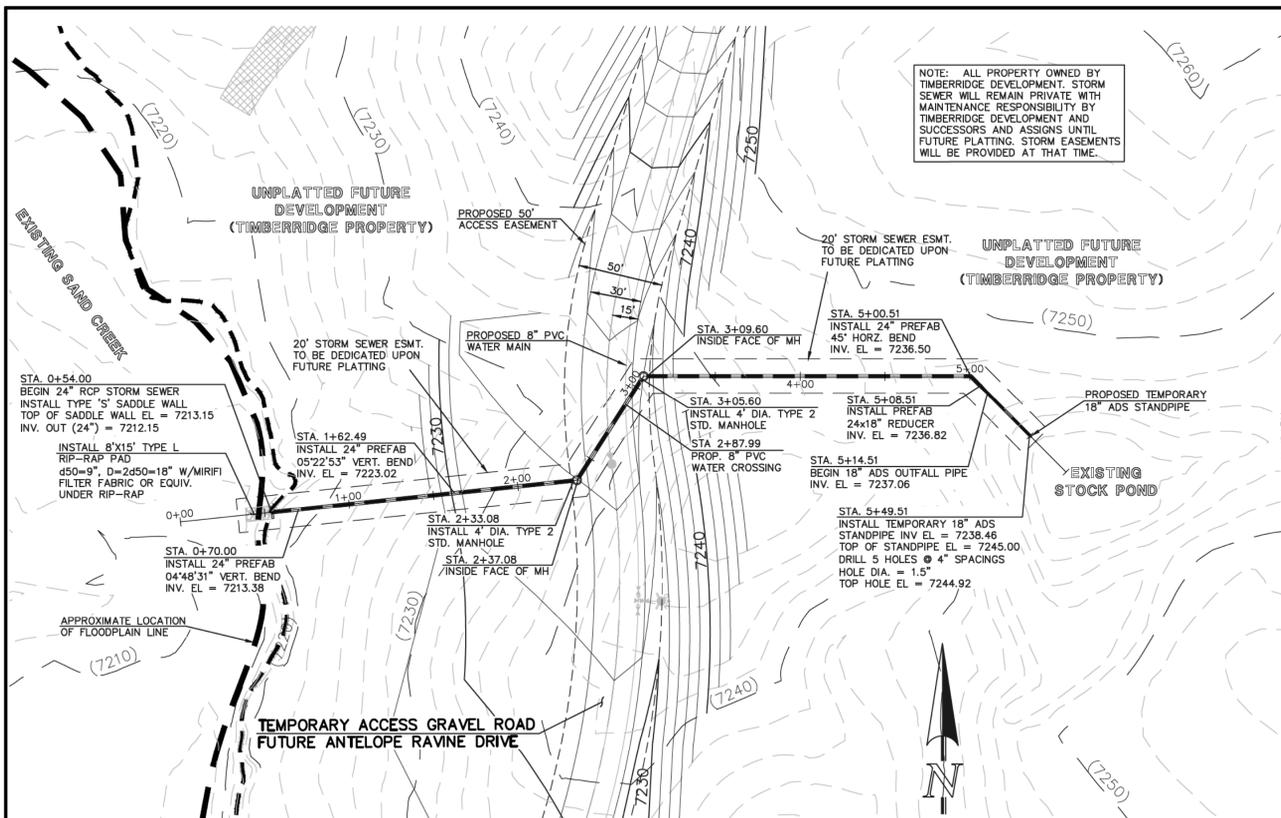 NOTE: ALL PROPERTY OWNED BY
TIMBERRIDGE DEVELOPMENT. STORM
SEWER WILL REMAIN PRIVATE WITH
MAINTENANCE RESPONSIBILITY BY
TIMBERRIDGE DEVELOPMENT AND
SUCCESSORS AND ASSIGNS UNTIL
FUTURE PLATTING. STORM EASEMENTS
WILL BE PROVIDED AT THAT TIME.
(7260)
(7220)
(7230)
(7240)
7250
UNPLATTED FUTURE
DEVELOPMENT
(TIMBERRIDGE PROPERTY)
PROPOSED 50'
ACCESS EASEMENT
7240
20' STORM SEWER ESMT.
TO BE DEDICATED UPON
FUTURE PLATTING
UNPLATTED FUTURE
DEVELOPMENT
(TIMBERRIDGE PROPERTY)
EXISTING SAND CREEK
50'
30'
15'
(7250)
PROPOSED 8" PVC
WATER MAIN
STA. 3+09.60
INSIDE FACE OF MH
STA. 5+00.51
INSTALL 24" PREFAB
45° HORZ. BEND
INV. EL = 7236.50
20' STORM SEWER ESMT.
TO BE DEDICATED UPON
FUTURE PLATTING
STA. 0+54.00
BEGIN 24" RCP STORM SEWER
INSTALL TYPE 'S' SADDLE WALL
TOP OF SADDLE WALL EL = 7213.15
INV. OUT (24") = 7212.15
3+00
4+00
5+00
STA. 3+05.60
INSTALL 4' DIA. TYPE 2
STD. MANHOLE
STA. 5+08.51
INSTALL PREFAB
24x18" REDUCER
INV. EL = 7236.82
PROPOSED TEMPORARY
18" ADS STANDPIPE
INSTALL 8'X15' TYPE L
RIP-RAP PAD
d50=9", D=2d50=18" W/MIRIFI
FILTER FABRIC OR EQUIV.
UNDER RIP-RAP
STA. 1+62.49
INSTALL 24" PREFAB
05°22'53" VERT. BEND
INV. EL = 7223.02
7230
STA 2+87.99
PROP. 8" PVC
WATER CROSSING
STA. 5+14.51
BEGIN 18" ADS OUTFALL PIPE
INV. EL = 7237.06
EXISTING
STOCK POND
0+00
1+00
2+00
STA. 2+33.08
INSTALL 4' DIA. TYPE 2
STD. MANHOLE
STA. 5+49.51
INSTALL TEMPORARY 18" ADS
STANDPIPE INV EL = 7238.46
TOP OF STANDPIPE EL = 7245.00
DRILL 5 HOLES @ 4" SPACINGS
HOLE DIA. = 1.5"
TOP HOLE EL = 7244.92
STA. 0+70.00
INSTALL 24" PREFAB
04°48'31" VERT. BEND
INV. EL = 7213.38
STA. 2+37.08
INSIDE FACE OF MH
7240
APPROXIMATE LOCATION
OF FLOODPLAIN LINE
(7230)
(7220)
(7210)
(7240)
TEMPORARY ACCESS GRAVEL ROAD
FUTURE ANTELOPE RAVINE DRIVE
7230
N
(7250)